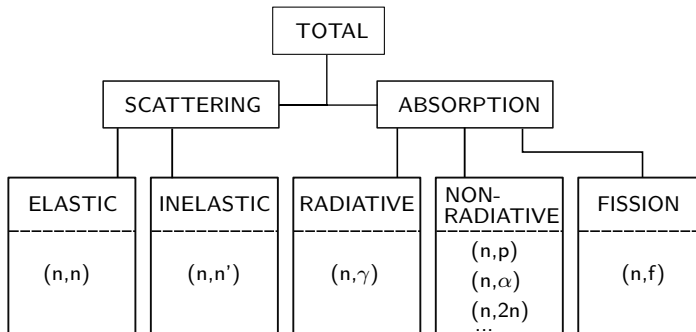 TOTAL
SCATTERING
ABSORPTION
ELASTIC
INELASTIC
RADIATIVE
NON-
RADIATIVE
FISSION
(n,n)
(n,n')
(n,γ)
(n,p)
(n,α)
(n,2n)
...
(n,f)